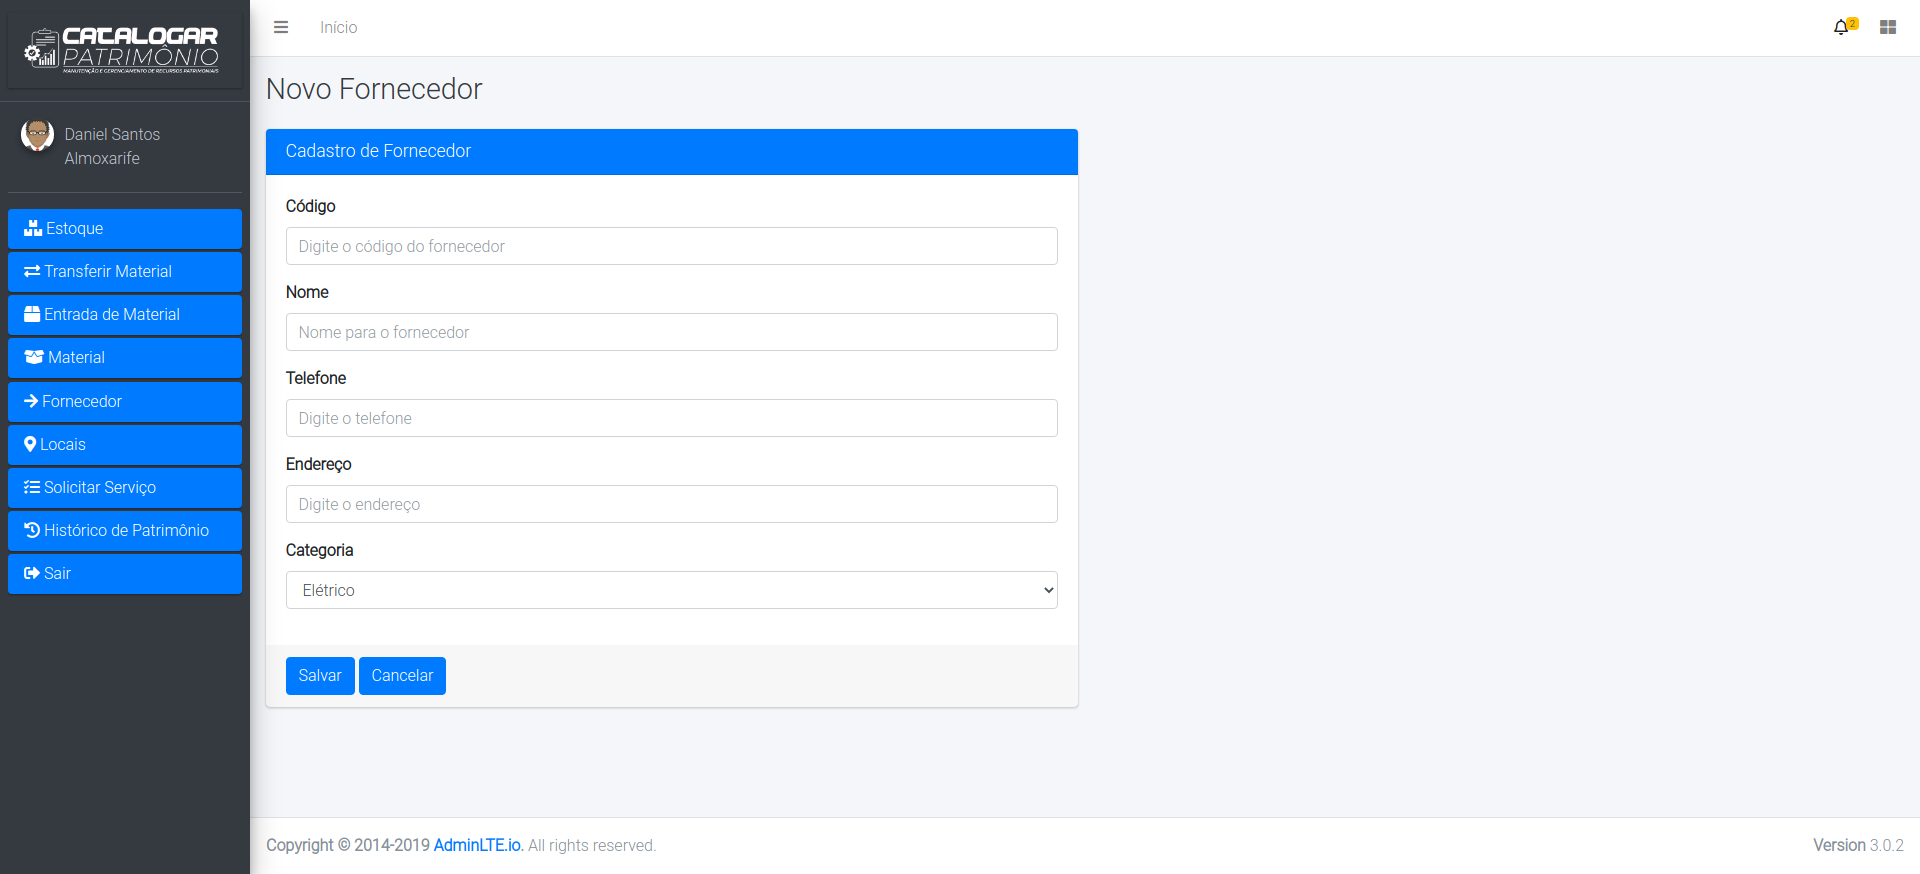 CATALOGAR
PATRIMÔNIO
MANUTENÇÃO E GERENCIAMENTO DE RECURSOS PATRIMONIAIS
Daniel Santos
Almoxarife
Estoque
Transferir Material
Entrada de Material
Material
Fornecedor
Locais
Solicitar Serviço
Histórico de Patrimônio
Sair
Início
2
Novo Fornecedor
Cadastro de Fornecedor
Código
Digite o código do fornecedor
Nome
Nome para o fornecedor
Telefone
Digite o telefone
Endereço
Digite o endereço
Categoria
Elétrico
Salvar Cancelar
Copyright © 2014-2019 AdminLTE.io. All rights reserved.
Version 3.0.2